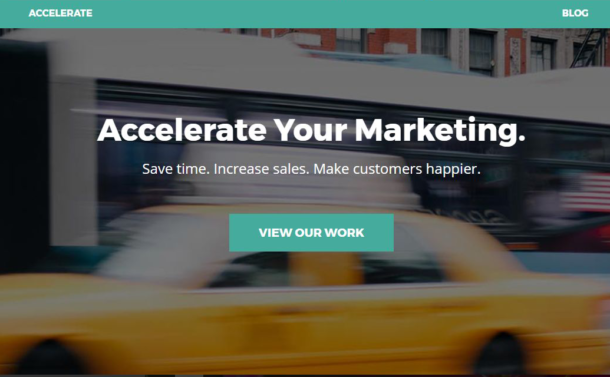 ACCELERATE BLOG
Accelerate Your Marketing.
Save time. Increase sales. Make customers happier.
VIEW OUR WORK